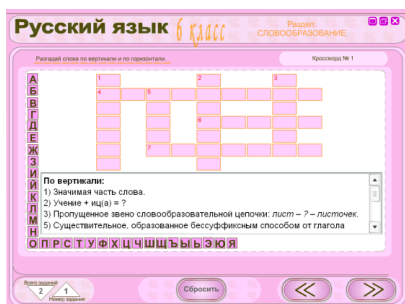 Русский язык 6 класс
Раздел:
СЛОВООБРАЗОВАНИЕ
Разгадай слова по вертикали и по горизонтали.
Кроссворд № 1
А
Б
В
Г
Д
Е
Ж
З
И
Й
К
Л
М
Н
1
2
3
4
5
6
7
По вертикали:
1) Значимая часть слова.
2) Учение + иц(а) = ?
3) Пропущенное звено словообразовательной цепочки: лист – ? – листочек.
5) Существительное, образованное бессуффиксным способом от глагола
О П Р С Т У Ф Х Ц Ч Ш Щ Ъ Ы Ь Э Ю Я
Всего заданий
2 1
Номер задания
Сбросить